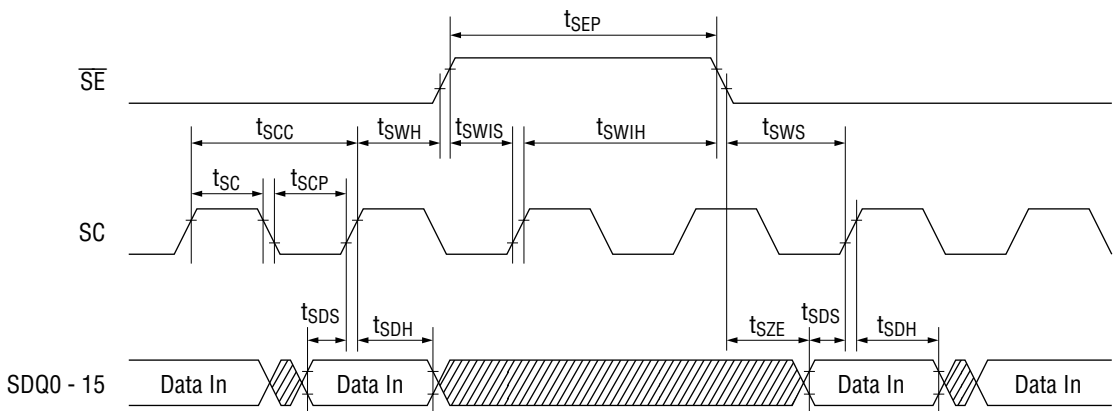 tSEP
SE
tSCC tSWH tSWIS tSWIH tSWS
tSC tSCP
SC
tSDS tSDH tSZE tSDS tSDH
SDQ0 - 15 Data In Data In Data In Data In